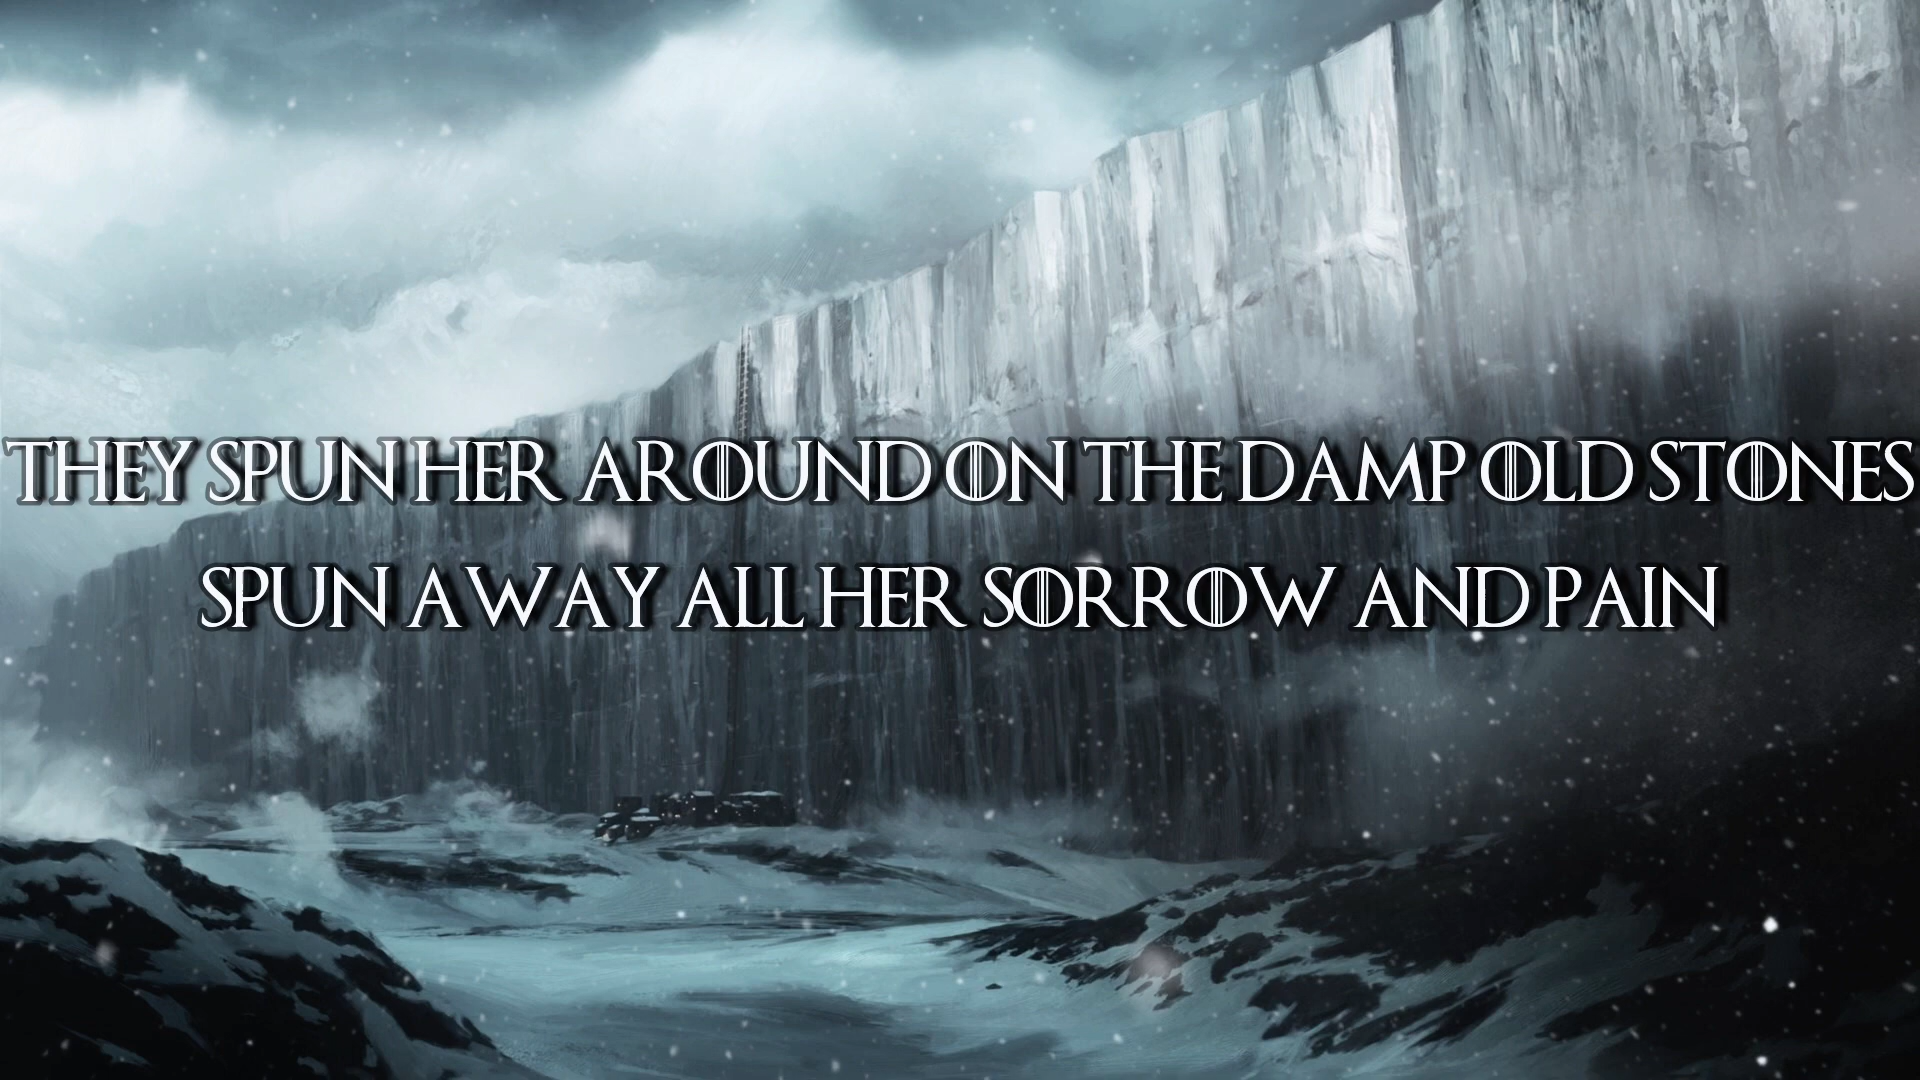 THEY SPUN HER AROUND ON THE DAMP OLD STONES
SPUN AWAY ALL HER SORROW AND PAIN